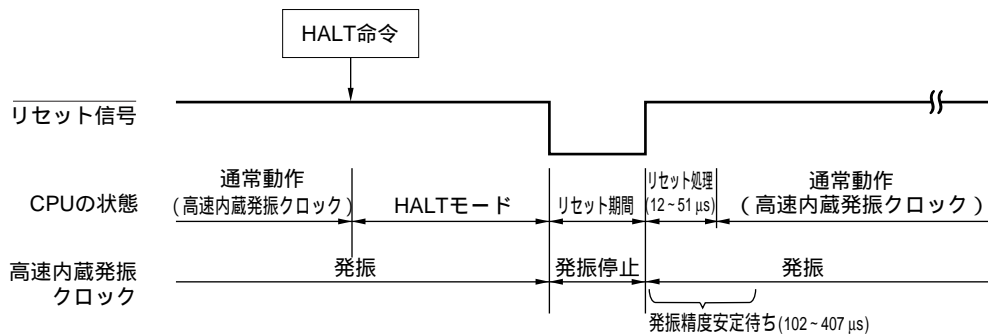 HALT命令
リセット信号
CPUの状態
通常動作
(高速内蔵発振クロック)
HALTモード
リセット期間
リセット処理
(12~51 μs)
通常動作
(高速内蔵発振クロック)
高速内蔵発振
クロック
発振
発振停止
発振
発振精度安定待ち(102~407 μs)